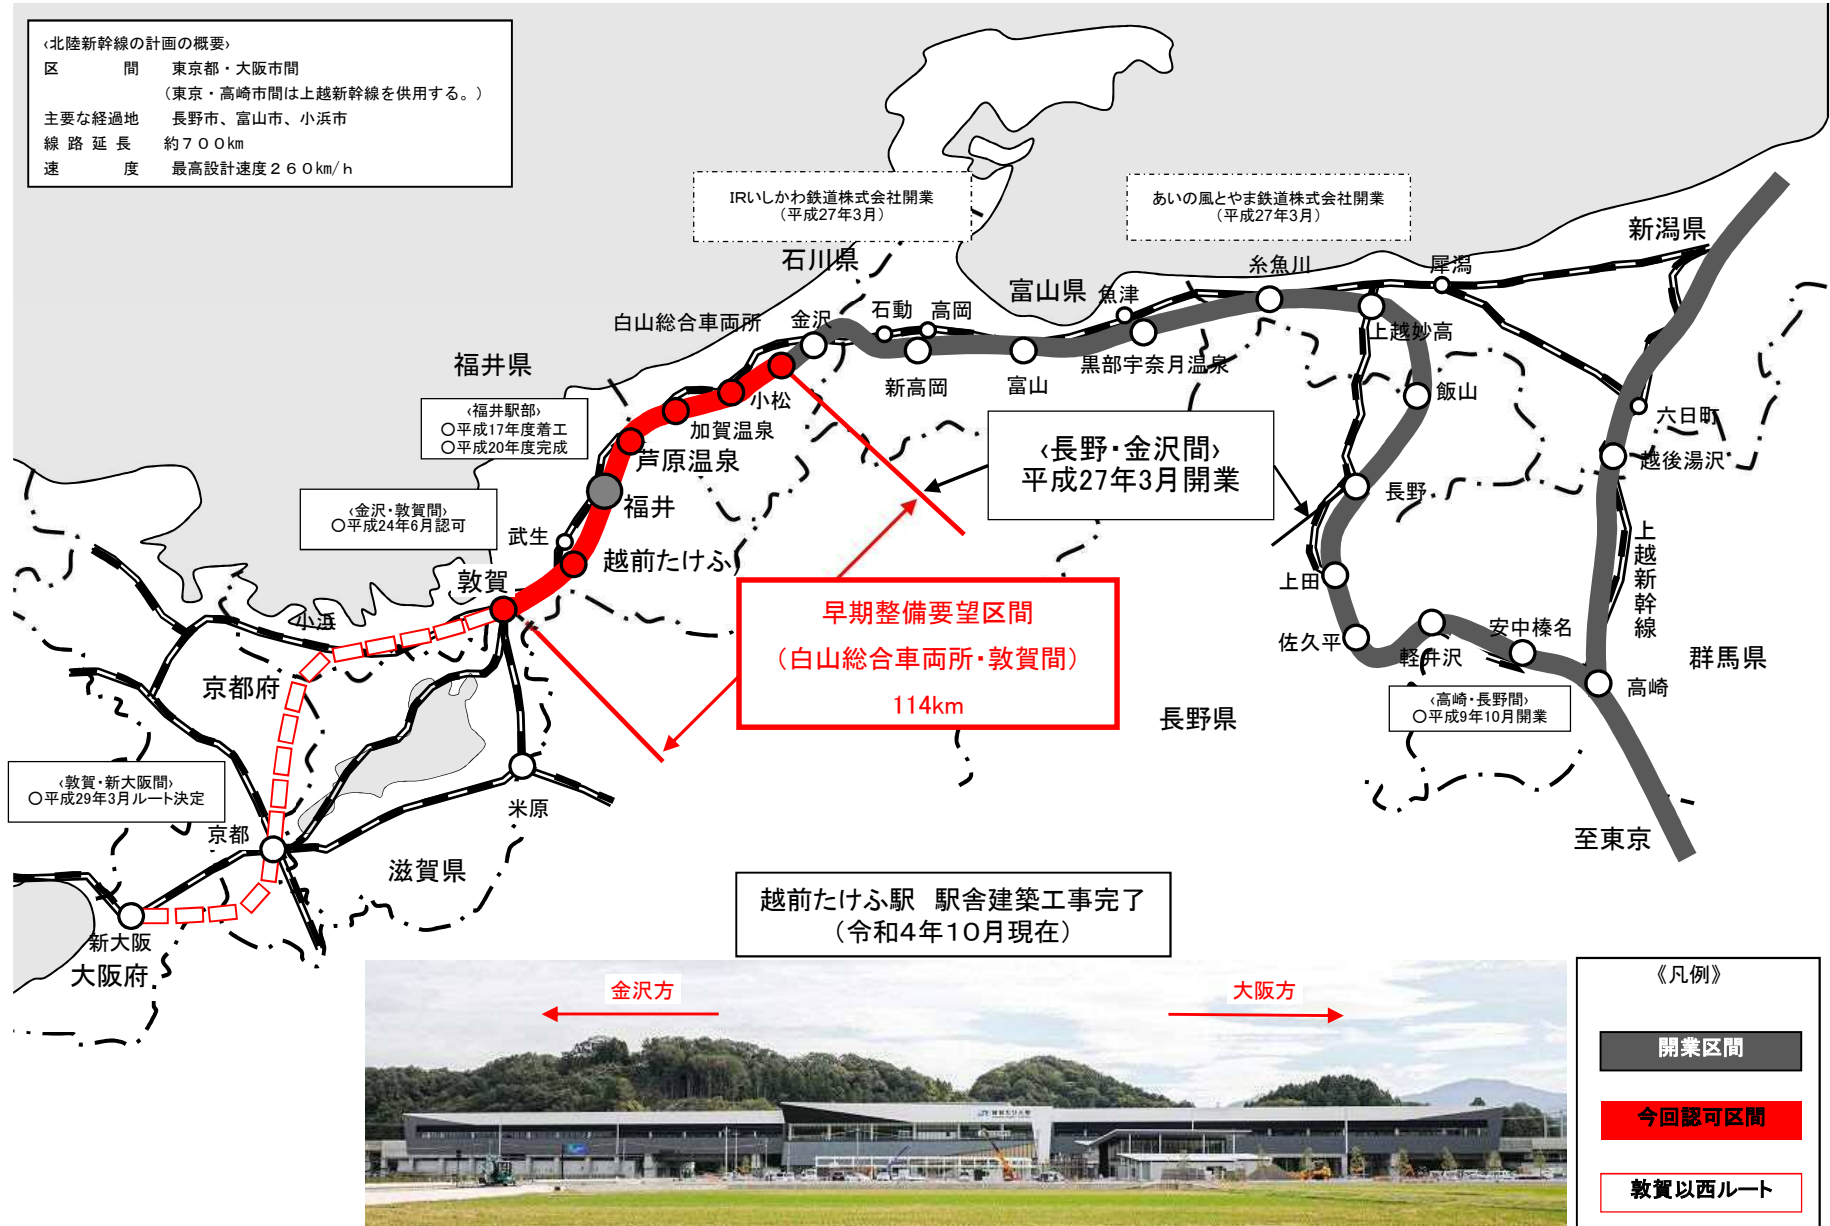 ‹北陸新幹線の計画の概要›
区　　　間　東京都・大阪市間
（東京・高崎市間は上越新幹線を供用する。）
主要な経過地　長野市、富山市、小浜市
線 路 延 長　約７００km
速　　　度　最高設計速度２６０km/ｈ
IRいしかわ鉄道株式会社開業
（平成27年3月）
あいの風とやま鉄道株式会社開業
（平成27年3月）
新潟県
石川県
富山県
糸魚川
犀潟
魚津
白山総合車両所
金沢
石動
高岡
上越妙高
福井県
新高岡
富山
黒部宇奈月温泉
飯山
小松
六日町
‹福井駅部›
〇平成17年度着工
〇平成20年度完成
加賀温泉
芦原温泉
‹長野・金沢間›
平成27年3月開業
越後湯沢
長野
福井
‹金沢・敦賀間›
〇平成24年6月認可
武生
越前たけふ
敦賀
上田
上越新幹線
小浜
早期整備要望区間
（白山総合車両所・敦賀間）
114km
佐久平
軽井沢
安中榛名
群馬県
京都府
高崎
長野県
‹高崎・長野間›
〇平成9年10月開業
‹敦賀・新大阪間›
〇平成29年3月ルート決定
米原
京都
至東京
滋賀県
越前たけふ駅　駅舎建築工事完了
（令和4年10月現在）
新大阪
大阪府
金沢方
大阪方
《凡例》
開業区間
今回認可区間
敦賀以西ルート